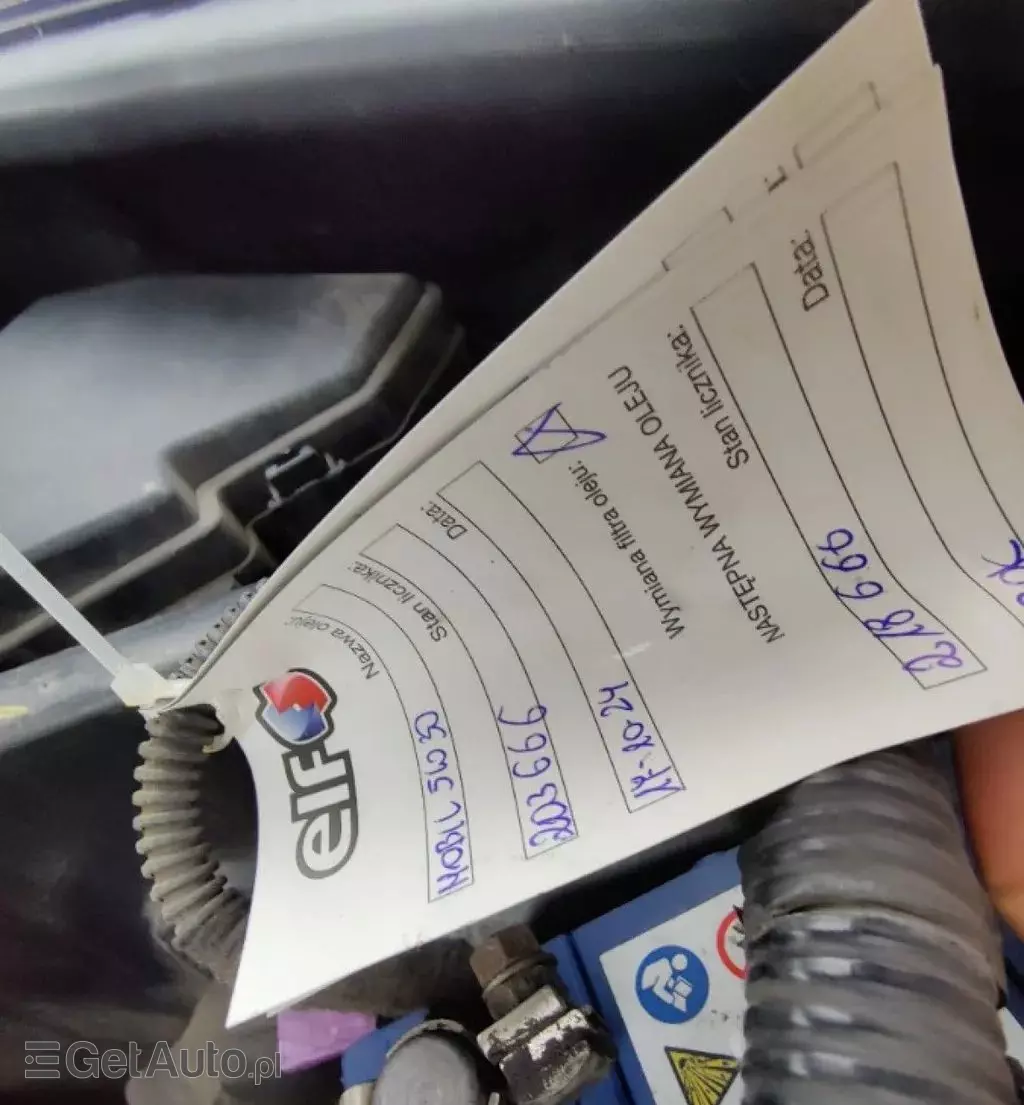 elf
Nazwa oleju: MOBIL 5W30
Stan licznika: 203666
Data: 17-10-24
Wymiana filtra oleju:
NASTĘPNA WYMIANA OLEJU
Stan licznika: 218666
Data:
GetAuto.pl